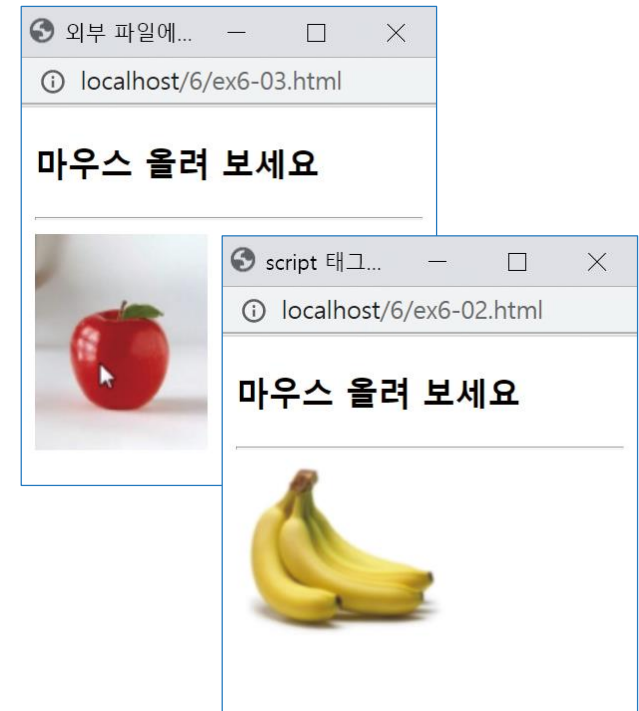 외부 파일에...
localhost/6/ex6-03.html
마우스 올려 보세요
script 태그...
localhost/6/ex6-02.html
마우스 올려 보세요